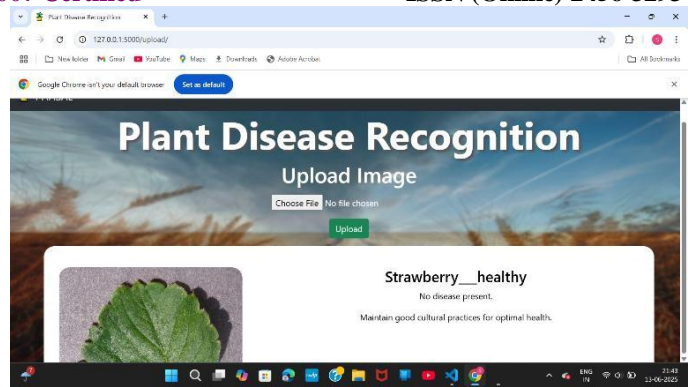 Certified
ISSN (Online) 2456-3293
Plant Disease Recognition
127.0.0.1:5000/upload/
New folder Gmail YouTube Maps Downloads Adobe Acrobat All Bookmarks
Google Chrome isn't your default browser Set as default
Plant Disease Recognition
Upload Image
Choose File No file chosen
Upload
Strawberry___healthy
No disease present.
Maintain good cultural practices for optimal health.
ENG 21:43
IN 13-06-2025